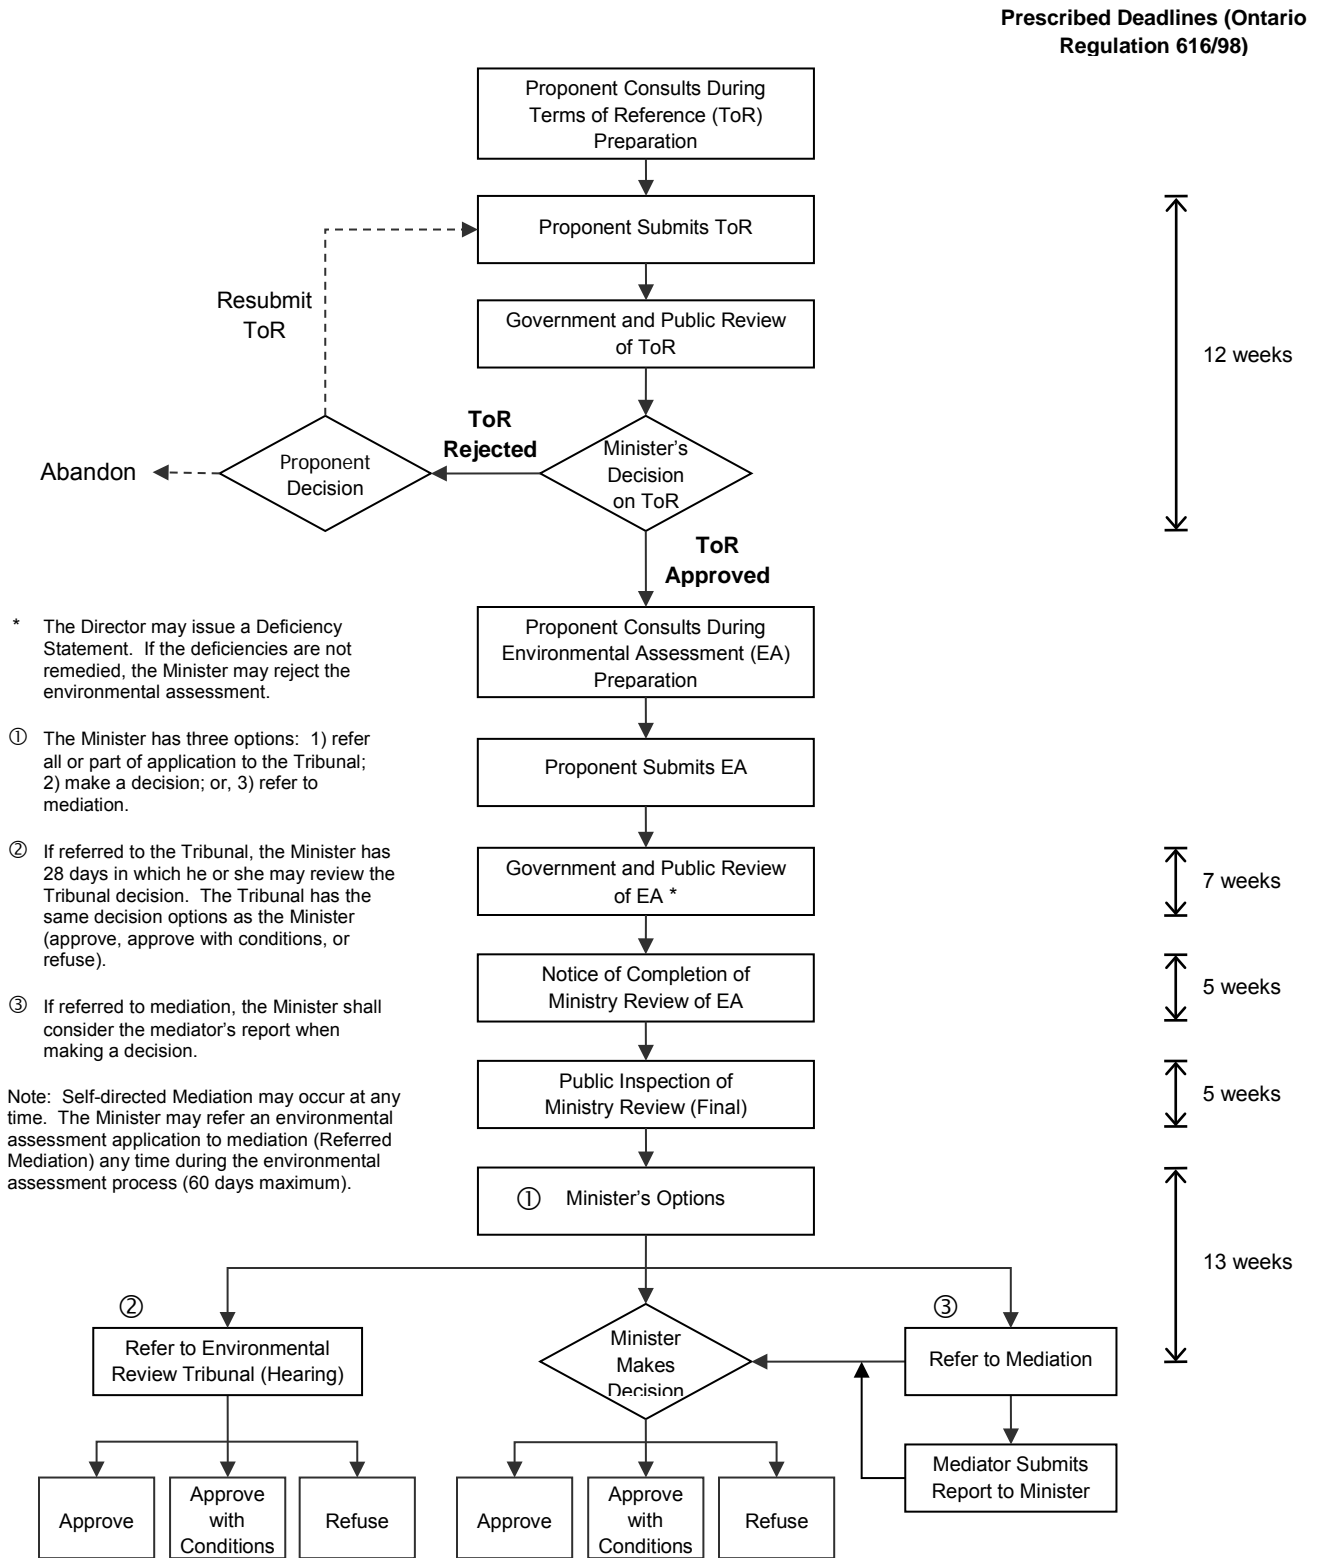 Prescribed Deadlines (Ontario
Regulation 616/98)
Proponent Consults During
Terms of Reference (ToR)
Preparation
Proponent Submits ToR
Resubmit
ToR
Government and Public Review
of ToR
12 weeks
ToR
Rejected
Minister's
Decision
on ToR
Proponent
Decision
Abandon
ToR
Approved
* The Director may issue a Deficiency
Statement. If the deficiencies are not
remedied, the Minister may reject the
environmental assessment.
① The Minister has three options: 1) refer
all or part of application to the Tribunal;
2) make a decision; or, 3) refer to
mediation.
② If referred to the Tribunal, the Minister has
28 days in which he or she may review the
Tribunal decision. The Tribunal has the
same decision options as the Minister
(approve, approve with conditions, or
refuse).
③ If referred to mediation, the Minister shall
consider the mediator's report when
making a decision.
Note: Self-directed Mediation may occur at any
time. The Minister may refer an environmental
assessment application to mediation (Referred
Mediation) any time during the environmental
assessment process (60 days maximum).
Proponent Consults During
Environmental Assessment (EA)
Preparation
Proponent Submits EA
Government and Public Review
of EA *
7 weeks
Notice of Completion of
Ministry Review of EA
5 weeks
Public Inspection of
Ministry Review (Final)
5 weeks
① Minister's Options
13 weeks
②
Refer to Environmental
Review Tribunal (Hearing)
Minister
Makes
Decision
③
Refer to Mediation
Mediator Submits
Report to Minister
Approve
Approve
with
Conditions
Refuse
Approve
Approve
with
Conditions
Refuse